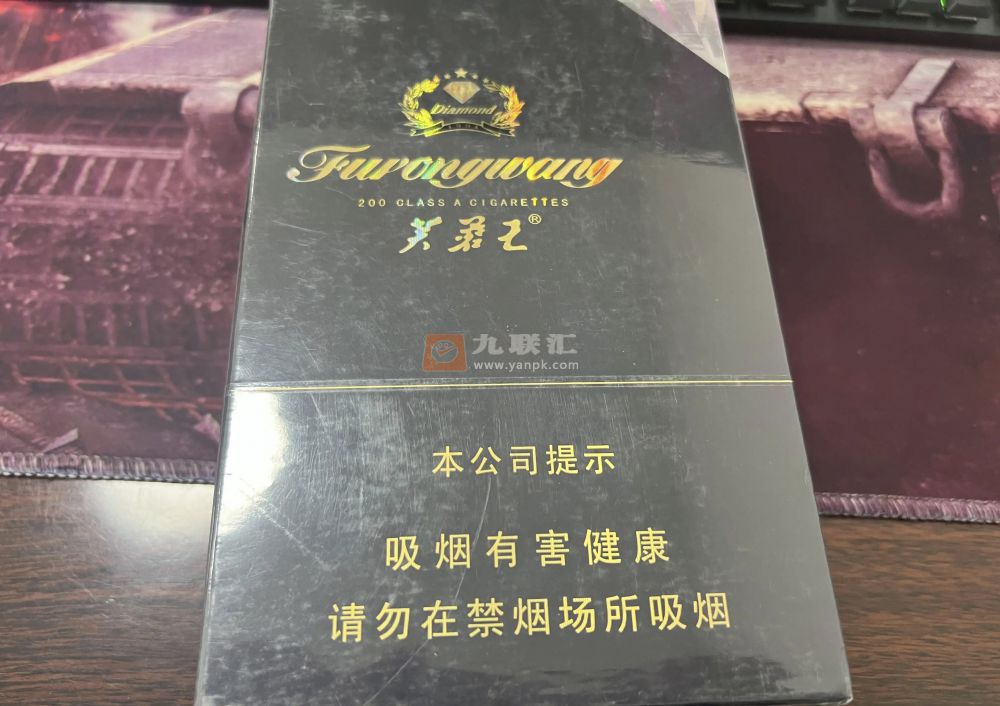 Diamond
Furongwang
200 CLASS A CIGARETTES
芙蓉王®
九联汇
www.yanpk.com
本公司提示
吸烟有害健康
请勿在禁烟场所吸烟